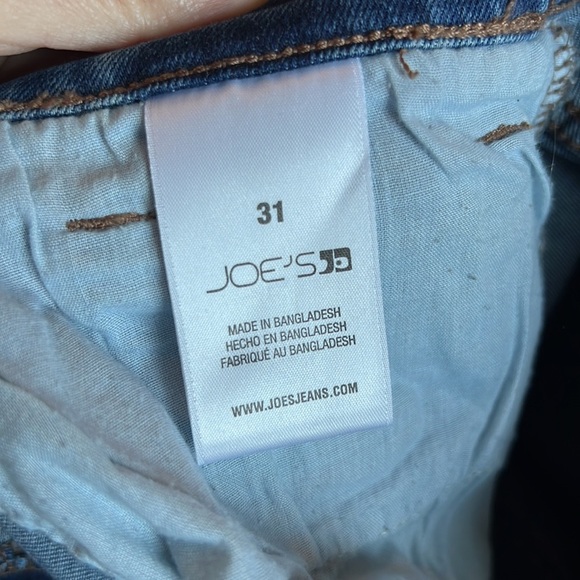 31
JOE'S
MADE IN BANGLADESH
HECHO EN BANGLADESH
FABRIQUÉ AU BANGLADESH
WWW.JOESJEANS.COM